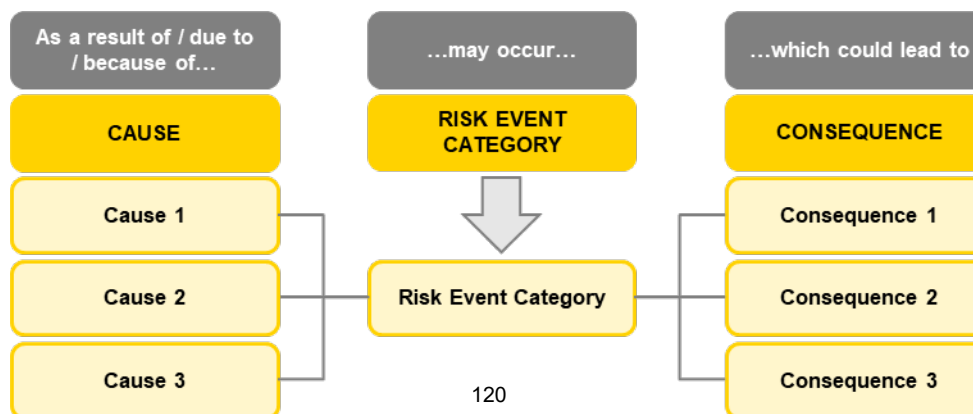 As a result of / due to
/ because of…
…may occur…
…which could lead to
CAUSE
RISK EVENT
CATEGORY
CONSEQUENCE
Cause 1
Consequence 1
Cause 2
Risk Event Category
Consequence 2
Cause 3
120
Consequence 3